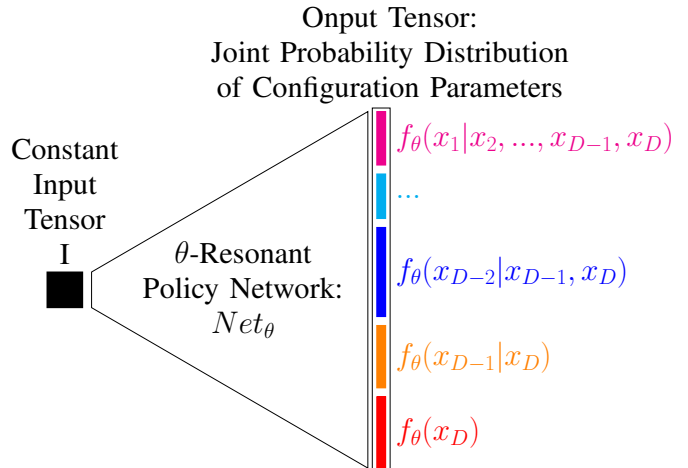 Onput Tensor:
Joint Probability Distribution
of Configuration Parameters
Constant
Input
Tensor
I
θ-Resonant
Policy Network:
Net_θ
f_θ(x_1|x_2, ..., x_{D-1}, x_D)
...
f_θ(x_{D-2}|x_{D-1}, x_D)
f_θ(x_{D-1}|x_D)
f_θ(x_D)